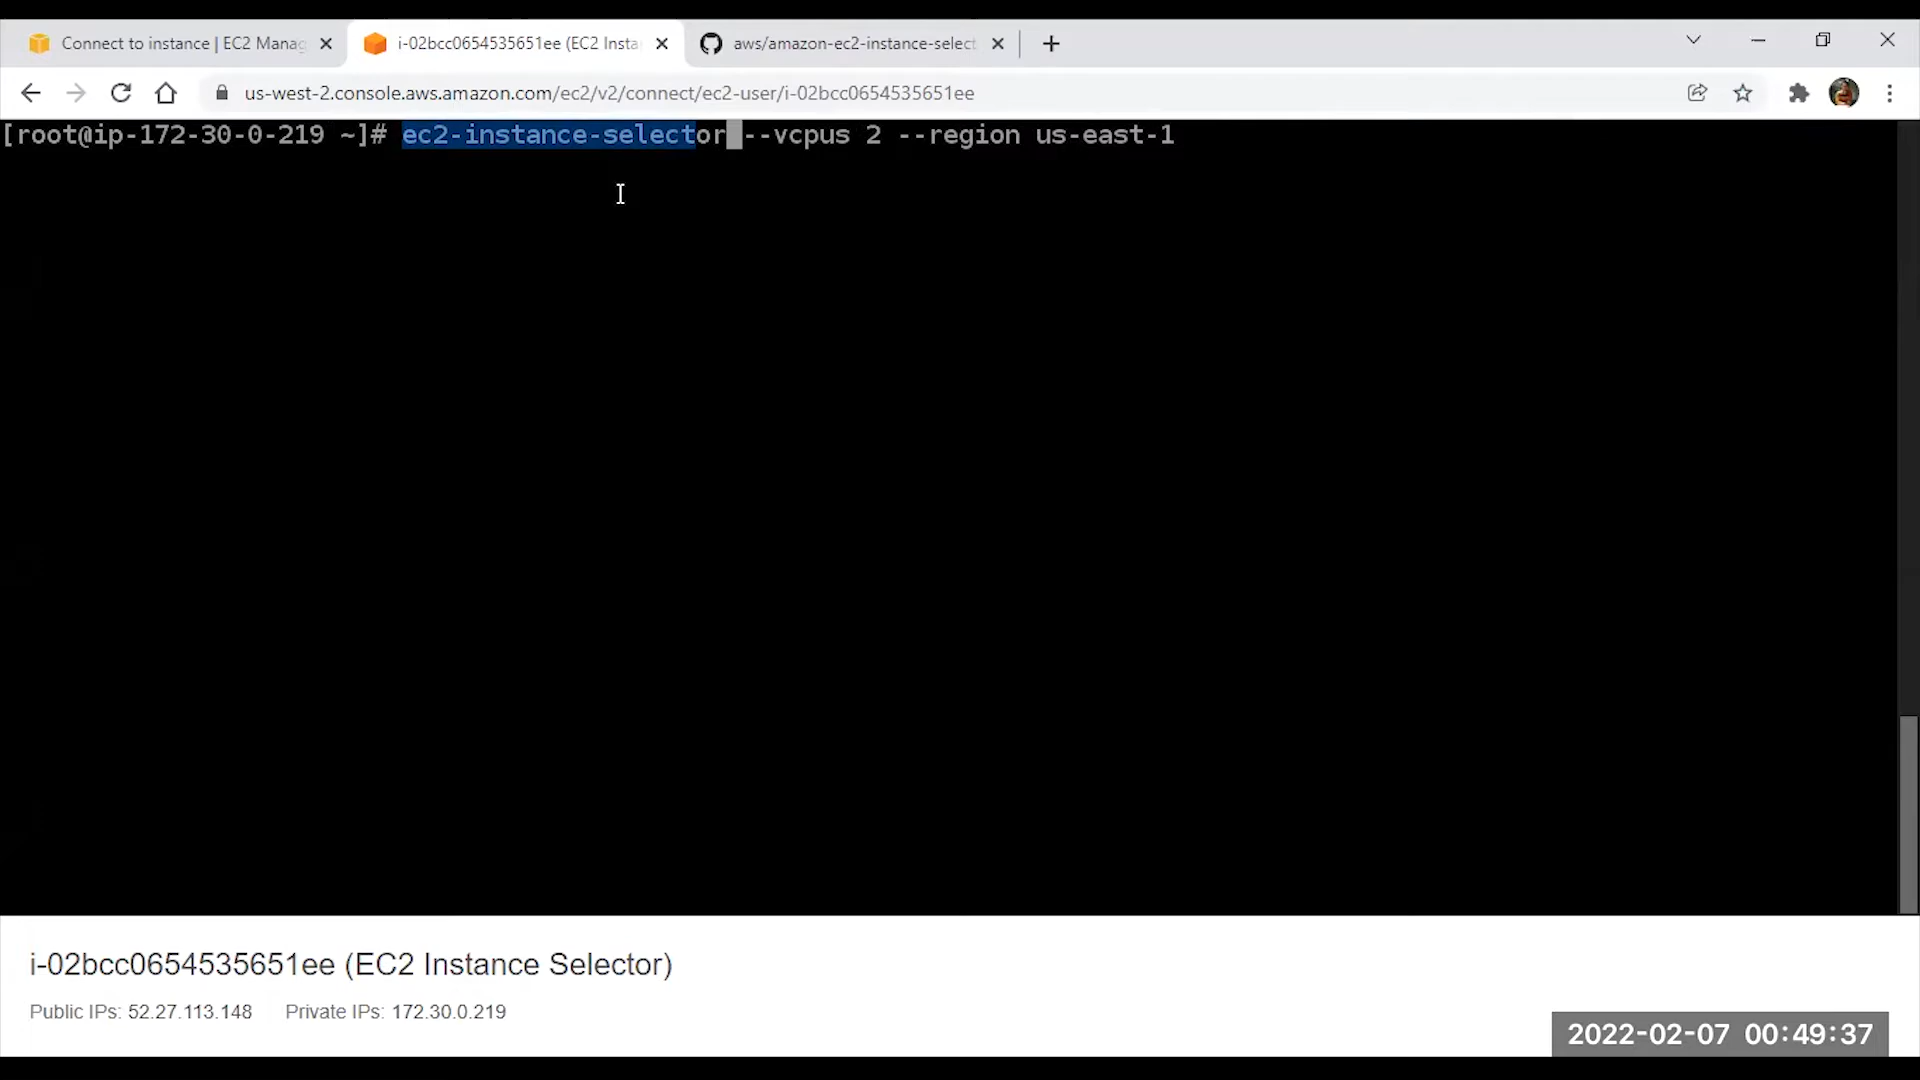 Connect to instance | EC2 Manag
i-02bcc0654535651ee (EC2 Insta
aws/amazon-ec2-instance-select
us-west-2.console.aws.amazon.com/ec2/v2/connect/ec2-user/i-02bcc0654535651ee
[root@ip-172-30-0-219 ~]# ec2-instance-selector --vcpus 2 --region us-east-1
i-02bcc0654535651ee (EC2 Instance Selector)
Public IPs: 52.27.113.148 Private IPs: 172.30.0.219
2022-02-07 00:49:37